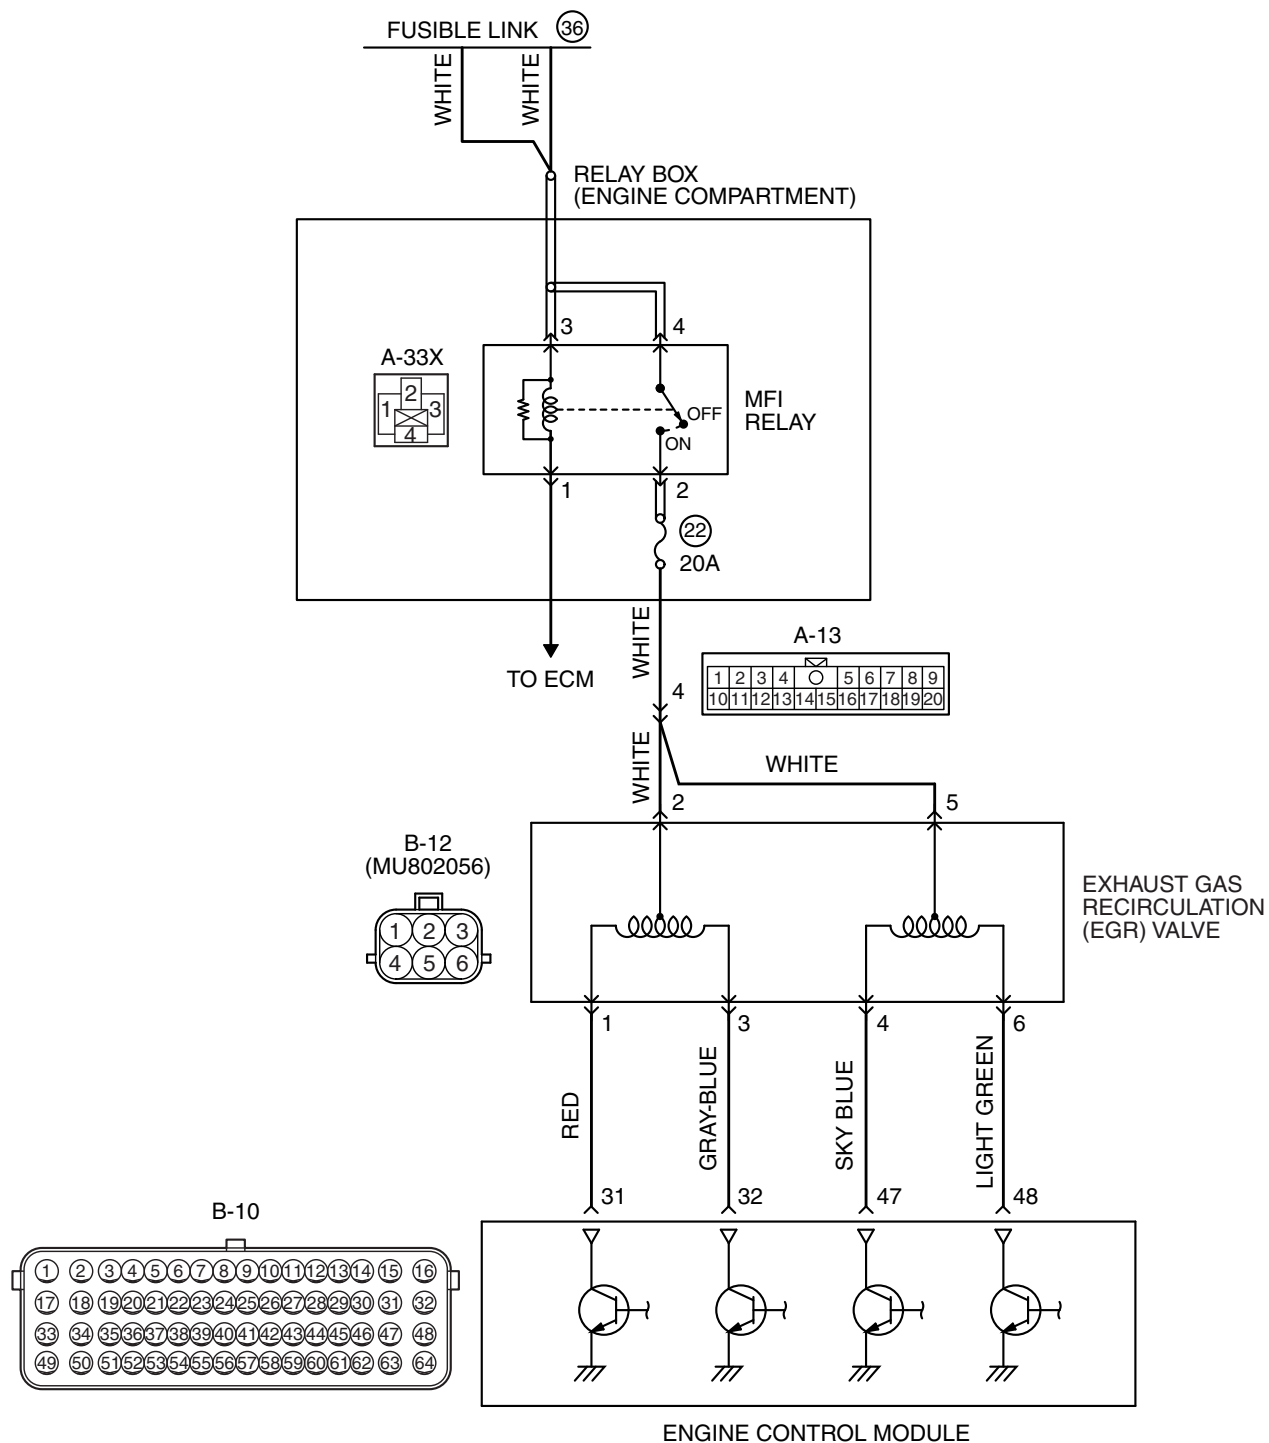 FUSIBLE LINK 36
WHITE
WHITE
RELAY BOX
(ENGINE COMPARTMENT)
3
4
A-33X
2
1
3
4
MFI
RELAY
OFF
ON
1
2
22
20A
TO ECM
WHITE
A-13
1 2 3 4 5 6 7 8 9
10 11 12 13 14 15 16 17 18 19 20
4
WHITE
WHITE
2
5
B-12
(MU802056)
1 2 3
4 5 6
EXHAUST GAS
RECIRCULATION
(EGR) VALVE
1
3
4
6
RED
GRAY-BLUE
SKY BLUE
LIGHT GREEN
31
32
47
48
B-10
1 2 3 4 5 6 7 8 9 10 11 12 13 14 15 16
17 18 19 20 21 22 23 24 25 26 27 28 29 30 31 32
33 34 35 36 37 38 39 40 41 42 43 44 45 46 47 48
49 50 51 52 53 54 55 56 57 58 59 60 61 62 63 64
ENGINE CONTROL MODULE